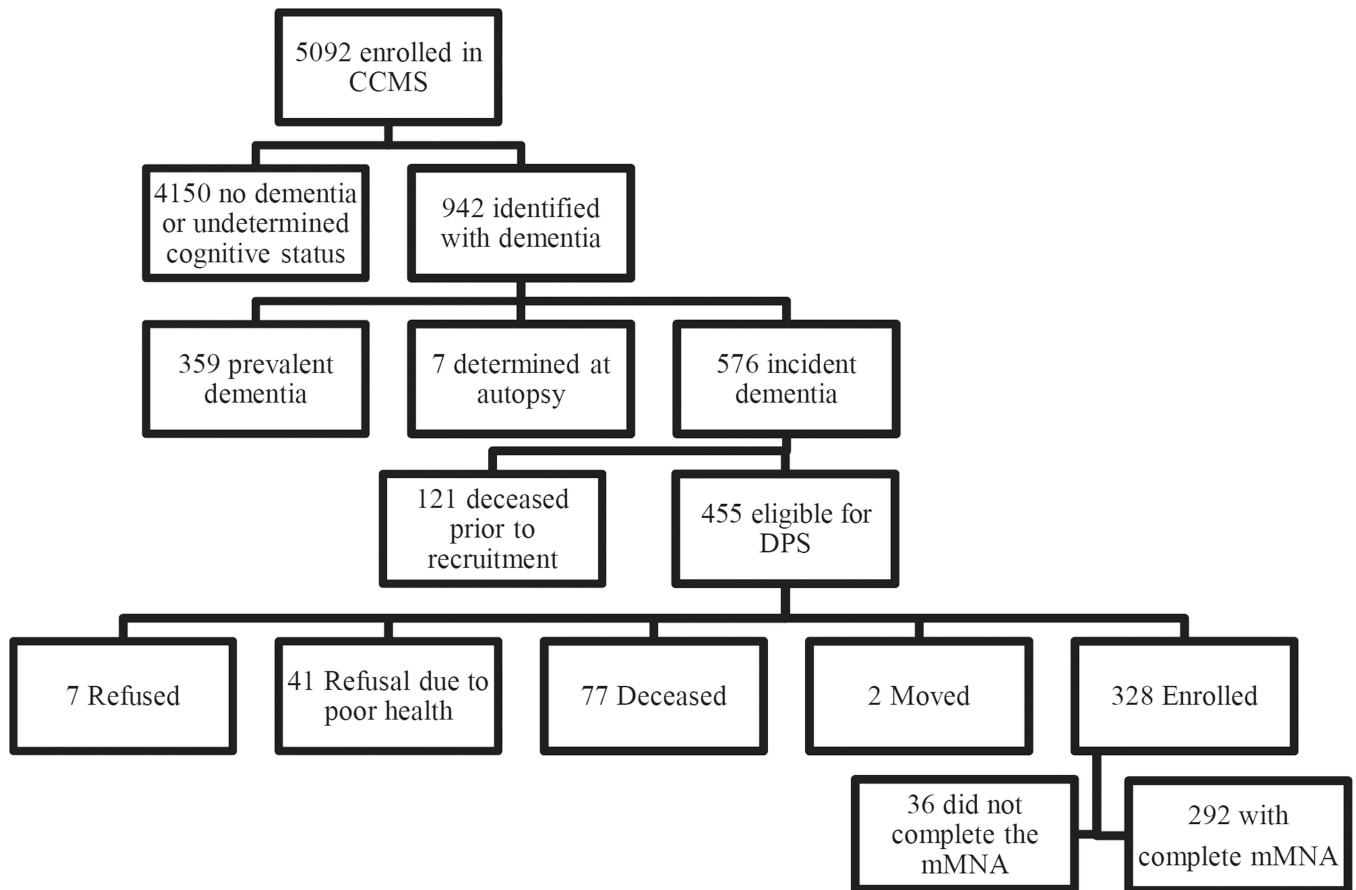 5092 enrolled in
CCMS
4150 no dementia
or undetermined
cognitive status
942 identified
with dementia
359 prevalent
dementia
7 determined at
autopsy
576 incident
dementia
121 deceased
prior to
recruitment
455 eligible for
DPS
7 Refused
41 Refusal due to
poor health
77 Deceased
2 Moved
328 Enrolled
36 did not
complete the
mMNA
292 with
complete mMNA